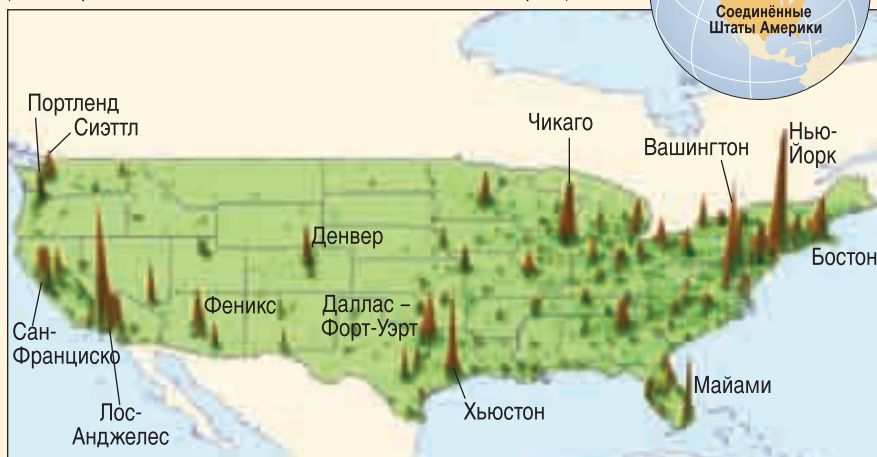 Соединённые
Штаты Америки
Портленд
Сиэттл
Чикаго
Вашингтон
Нью-
Йорк
Денвер
Бостон
Феникс
Даллас –
Форт-Уэрт
Сан-
Франциско
Лос-
Анджелес
Хьюстон
Майами